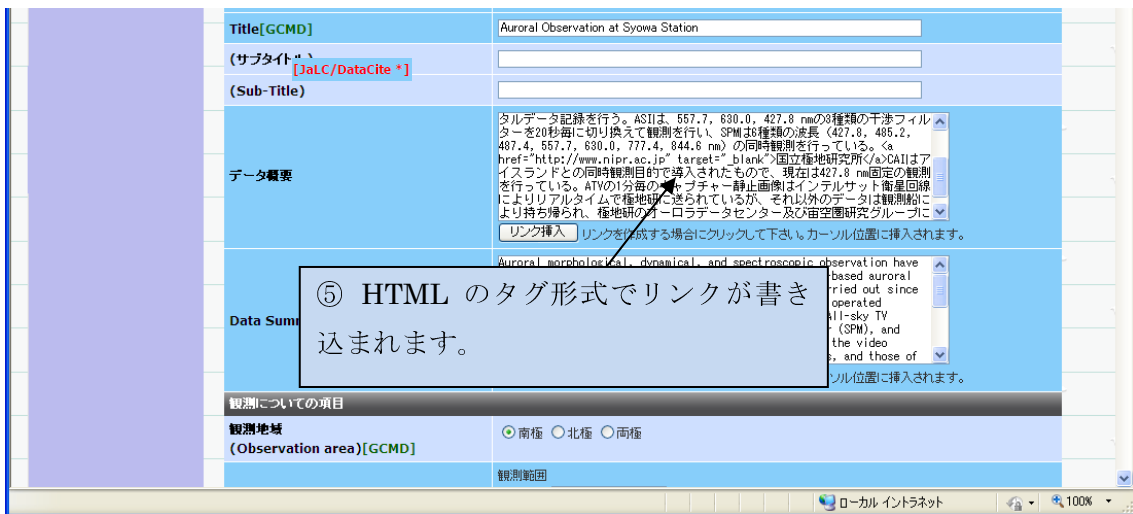 Title[GCMD]
Auroral Observation at Syowa Station
(サブタイトル)
[JaLC/DataCite *]
(Sub-Title)
データ概要
タルデータ記録を行う。ASIは、557.7, 630.0, 427.8 nmの3種類の干渉フィル
ターを20秒毎に切り換えて観測を行い、SPMは6種類の波長 (427.8, 485.2,
487.4, 557.7, 630.0, 777.4, 844.6 nm) の同時観測を行っている。<a
href="http://www.nipr.ac.jp" target="_blank">国立極地研究所</a>CAIはア
イスランドとの同時観測目的で導入されたもので、現在は427.8 nm固定の観測
を行っている。ATVの1分毎のキャプチャー静止画像はインテルサット衛星回線
によりリアルタイムで極地研に送られているが、それ以外のデータは観測船に
より持ち帰られ、極地研のオーロラデータセンター及び宙空圏研究グループに
リンク挿入 リンクを作成する場合にクリックして下さい。カーソル位置に挿入されます。
Data Summ
Auroral morphological, dynamical, and spectroscopic observation have
based auroral
rried out since
operated
All-sky TV
(SPM), and
the video
s, and those of
ーソル位置に挿入されます。
⑤ HTML のタグ形式でリンクが書き
込まれます。
観測についての項目
観測地域
(Observation area)[GCMD]
南極 北極 両極
観測範囲
ローカル イントラネット
100%